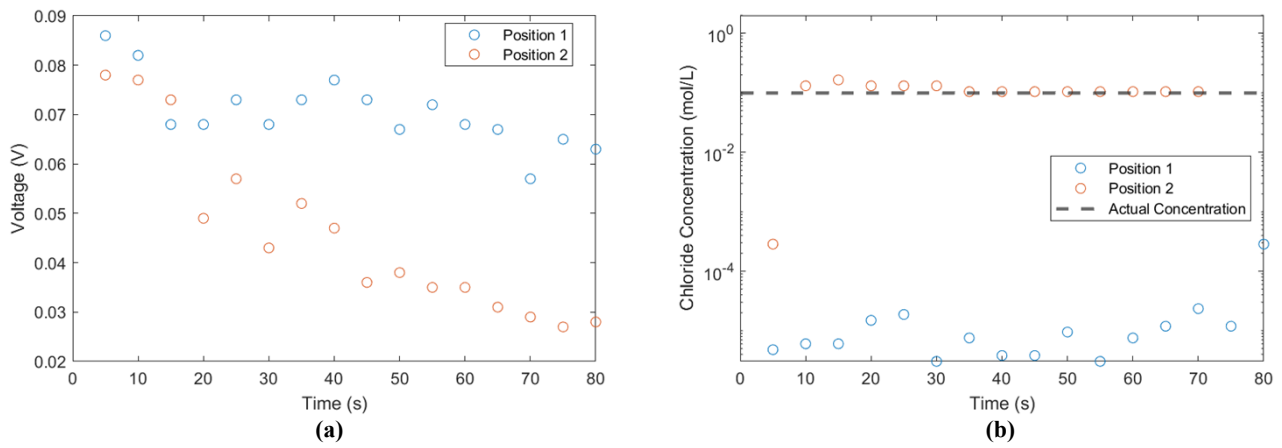 0.09
0.08
0.07
0.06
0.05
0.04
0.03
0.02
Voltage (V)
0 10 20 30 40 50 60 70 80
Time (s)
Position 1
Position 2
(a)
10^0
10^-2
10^-4
Chloride Concentration (mol/L)
0 10 20 30 40 50 60 70 80
Time (s)
Position 1
Position 2
Actual Concentration
(b)